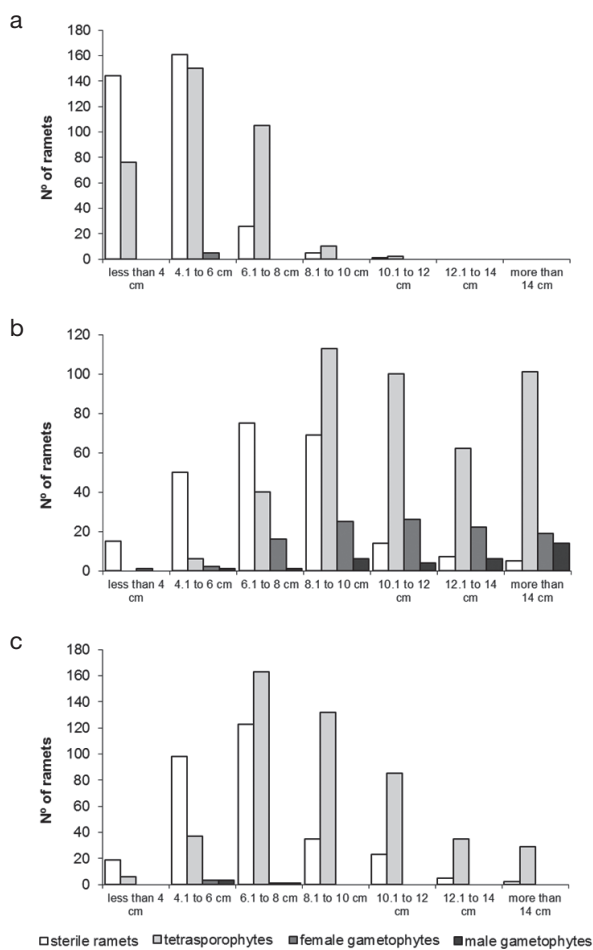 a
180
160
140
120
100
80
60
40
20
0
Nº of ramets
less than 4 cm
4.1 to 6 cm
6.1 to 8 cm
8.1 to 10 cm
10.1 to 12 cm
12.1 to 14 cm
more than 14 cm
b
120
100
80
60
40
20
0
Nº of ramets
less than 4 cm
4.1 to 6 cm
6.1 to 8 cm
8.1 to 10 cm
10.1 to 12 cm
12.1 to 14 cm
more than 14 cm
c
180
160
140
120
100
80
60
40
20
0
Nº of ramets
less than 4 cm
4.1 to 6 cm
6.1 to 8 cm
8.1 to 10 cm
10.1 to 12 cm
12.1 to 14 cm
more than 14 cm
sterile ramets tetrasporophytes female gametophytes male gametophytes